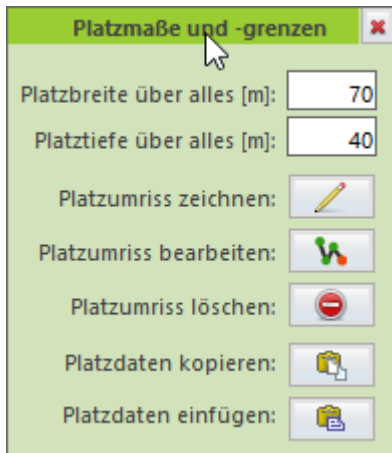 Platzmaße und -grenzen
Platzbreite über alles [m]: 70
Platztiefe über alles [m]: 40
Platzumriss zeichnen:
Platzumriss bearbeiten:
Platzumriss löschen:
Platzdaten kopieren:
Platzdaten einfügen: